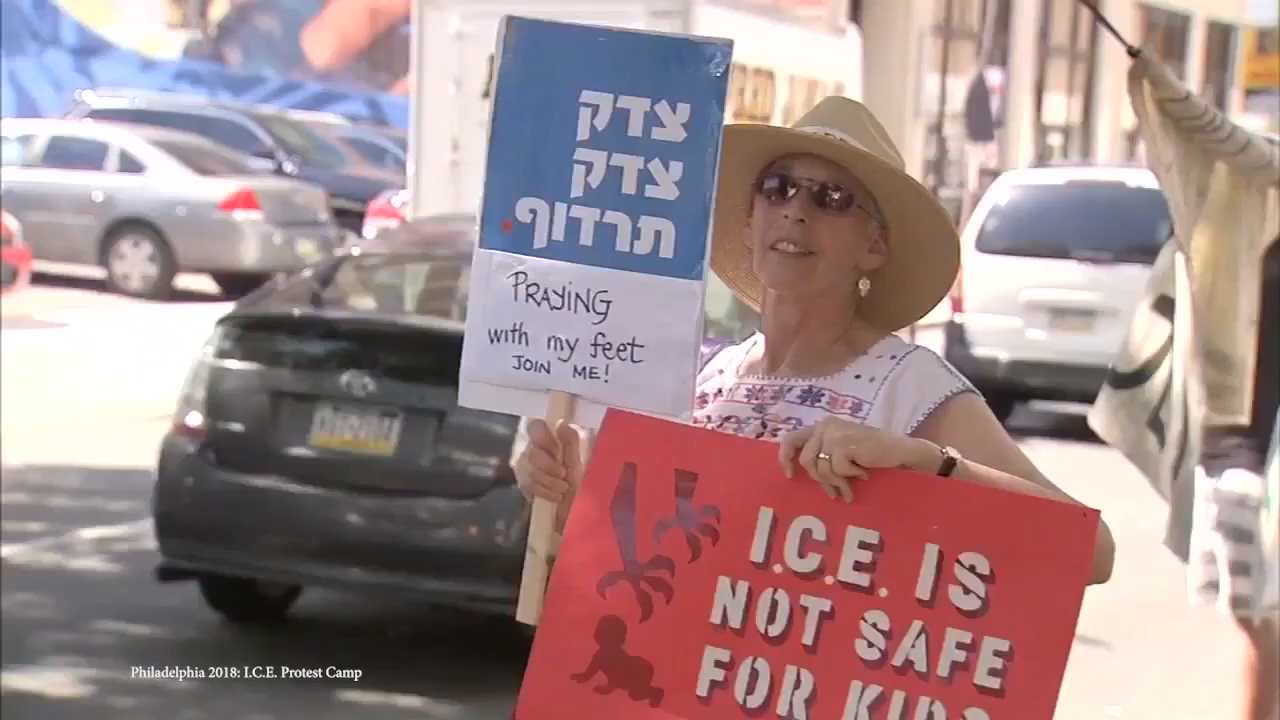 צדק
צדק
תרדוף.
PRAYING
with my feet
JOIN ME!
I.C.E. IS
NOT SAFE
FOR KIDS
Philadelphia 2018: I.C.E. Protest Camp